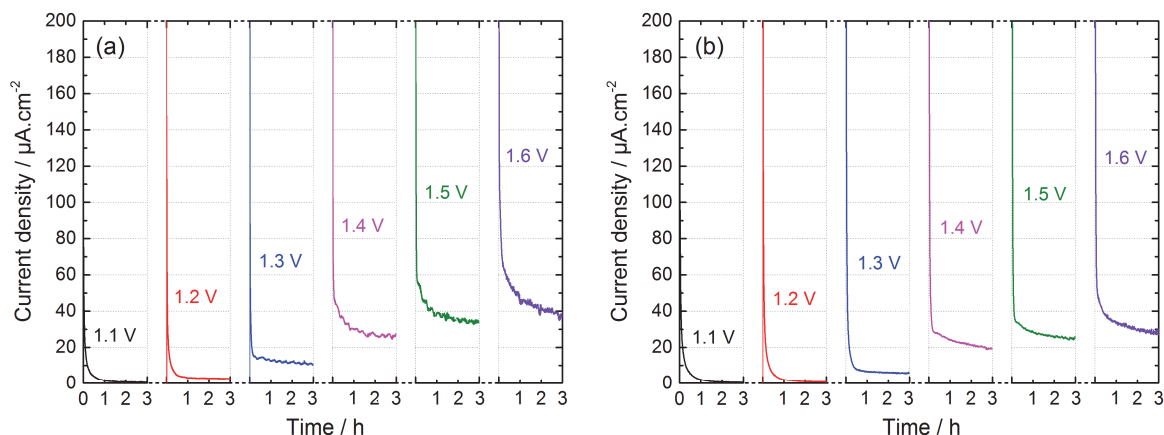 (a)
Current density / µA.cm⁻²
200
180
160
140
120
100
80
60
40
20
0
1.1 V
1.2 V
1.3 V
1.4 V
1.5 V
1.6 V
0 1 2 3 1 2 3 1 2 3 1 2 3 1 2 3 1 2 3
Time / h
(b)
Current density / µA.cm⁻²
200
180
160
140
120
100
80
60
40
20
0
1.1 V
1.2 V
1.3 V
1.4 V
1.5 V
1.6 V
0 1 2 3 1 2 3 1 2 3 1 2 3 1 2 3 1 2 3
Time / h